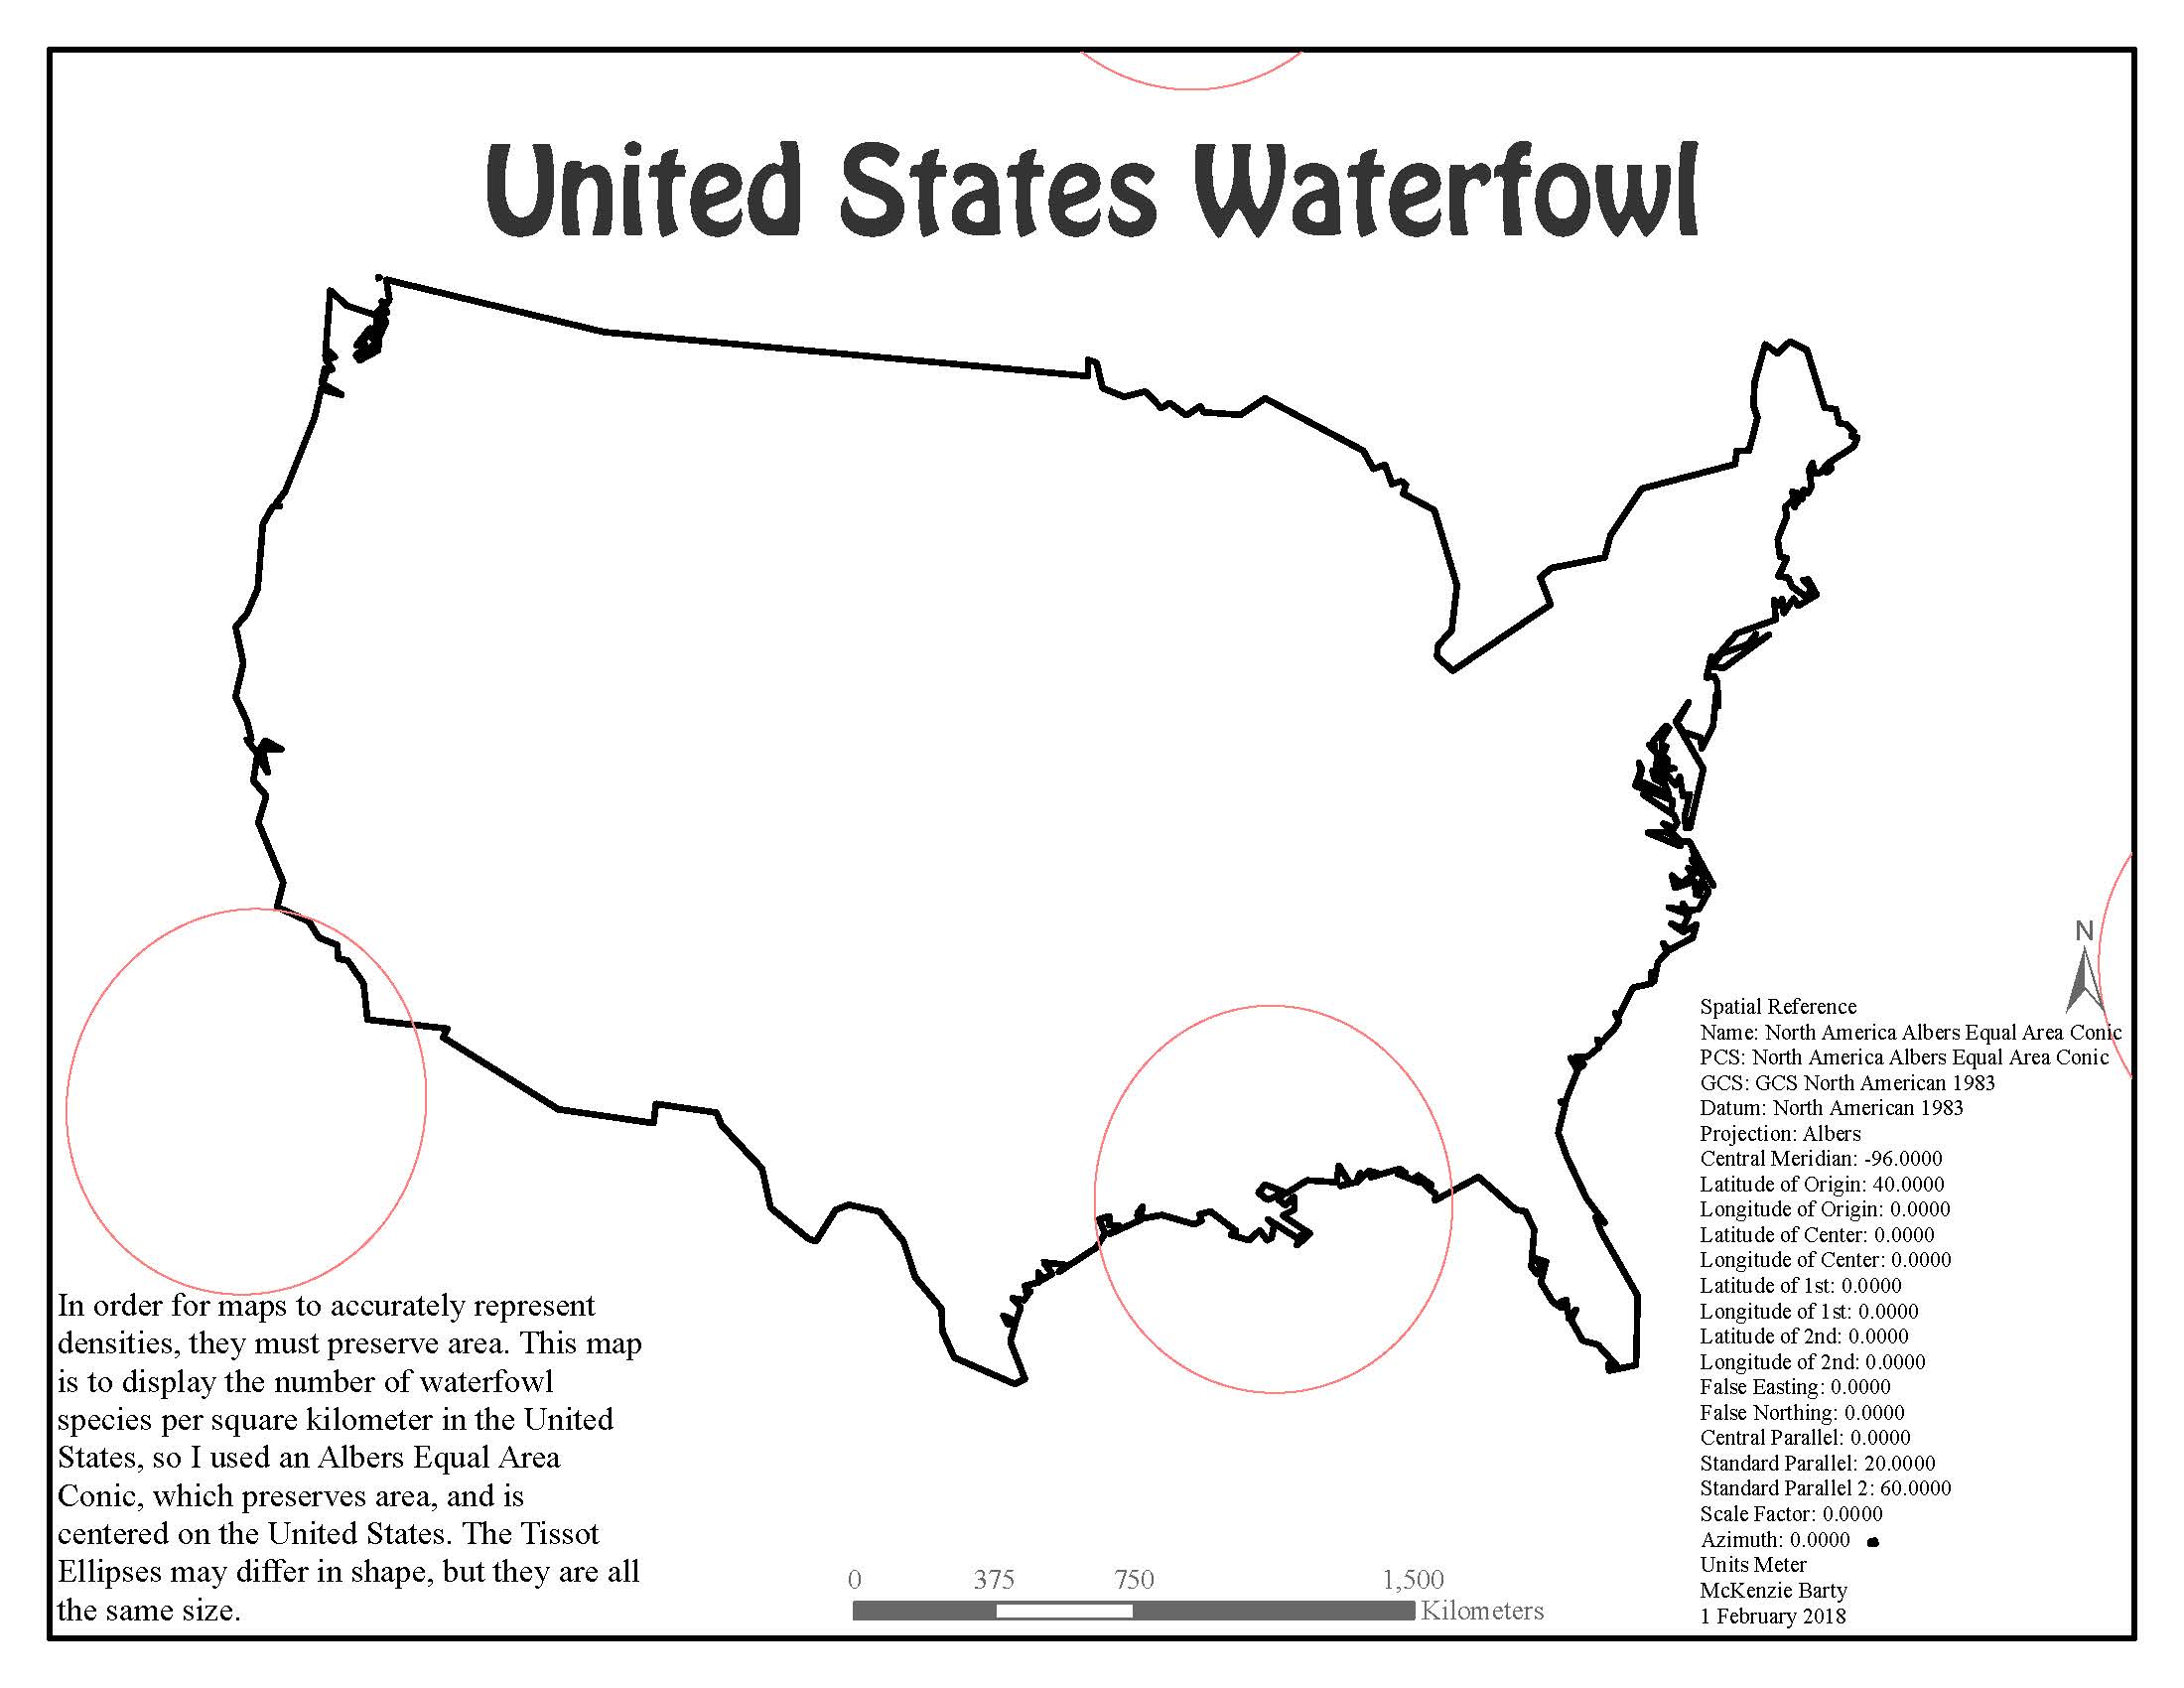 United States Waterfowl
N
Spatial Reference
Name: North America Albers Equal Area Conic
PCS: North America Albers Equal Area Conic
GCS: GCS North American 1983
Datum: North American 1983
Projection: Albers
Central Meridian: -96.0000
Latitude of Origin: 40.0000
Longitude of Origin: 0.0000
Latitude of Center: 0.0000
Longitude of Center: 0.0000
Latitude of 1st: 0.0000
Longitude of 1st: 0.0000
Latitude of 2nd: 0.0000
Longitude of 2nd: 0.0000
False Easting: 0.0000
False Northing: 0.0000
Central Parallel: 0.0000
Standard Parallel: 20.0000
Standard Parallel 2: 60.0000
Scale Factor: 0.0000
Azimuth: 0.0000
Units Meter
McKenzie Barty
1 February 2018
In order for maps to accurately represent
densities, they must preserve area. This map
is to display the number of waterfowl
species per square kilometer in the United
States, so I used an Albers Equal Area
Conic, which preserves area, and is
centered on the United States. The Tissot
Ellipses may differ in shape, but they are all
the same size.
0 375 750 1,500
Kilometers